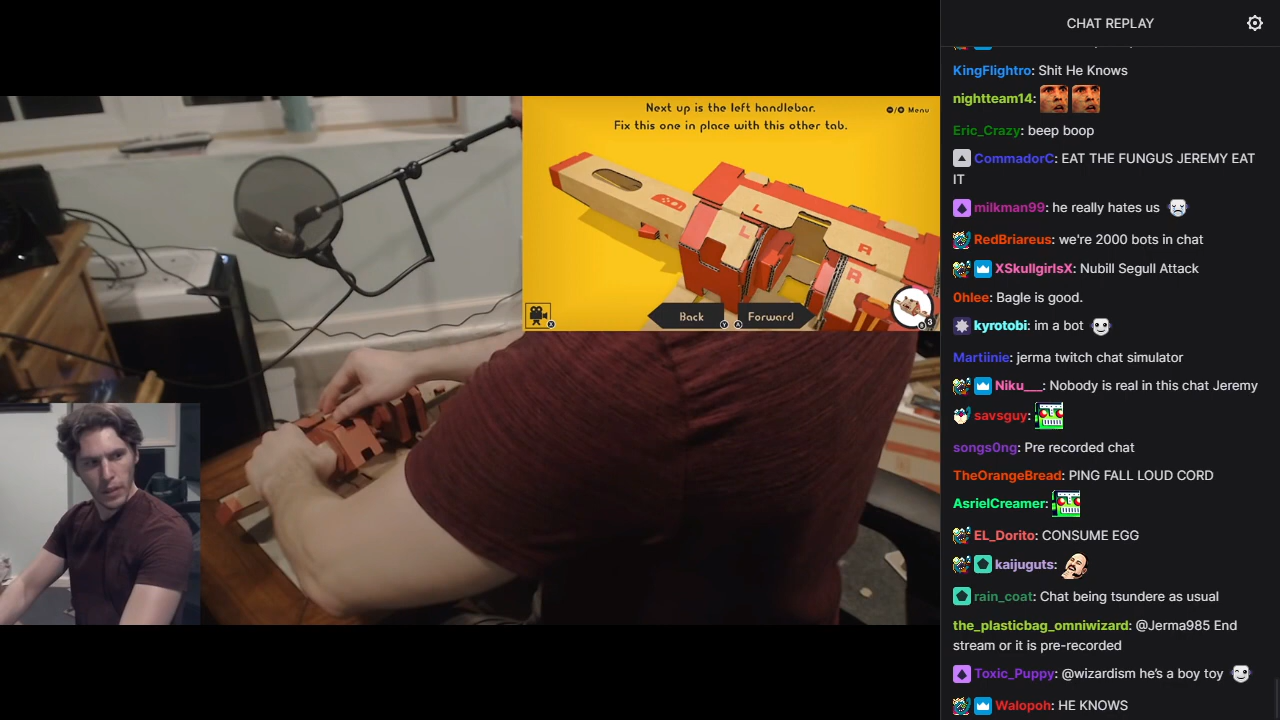 CHAT REPLAY
Next up is the left handlebar.
Fix this one in place with this other tab.
Menu
L
L
R
R
Back
Y
Forward
A
X
KingFlightro: Shit He Knows
nightteam14:
Eric_Crazy: beep boop
CommadorC: EAT THE FUNGUS JEREMY EAT
IT
milkman99: he really hates us
RedBriareus: we're 2000 bots in chat
XSkullgirlsX: Nubill Segull Attack
0hlee: Bagle is good.
kyrotobi: im a bot
Martiinie: jerma twitch chat simulator
Niku___: Nobody is real in this chat Jeremy
savsguy:
songs0ng: Pre recorded chat
TheOrangeBread: PING FALL LOUD CORD
AsrielCreamer:
EL_Dorito: CONSUME EGG
kaijuguts:
rain_coat: Chat being tsundere as usual
the_plasticbag_omniwizard: @Jerma985 End
stream or it is pre-recorded
Toxic_Puppy: @wizardism he's a boy toy
Walopoh: HE KNOWS